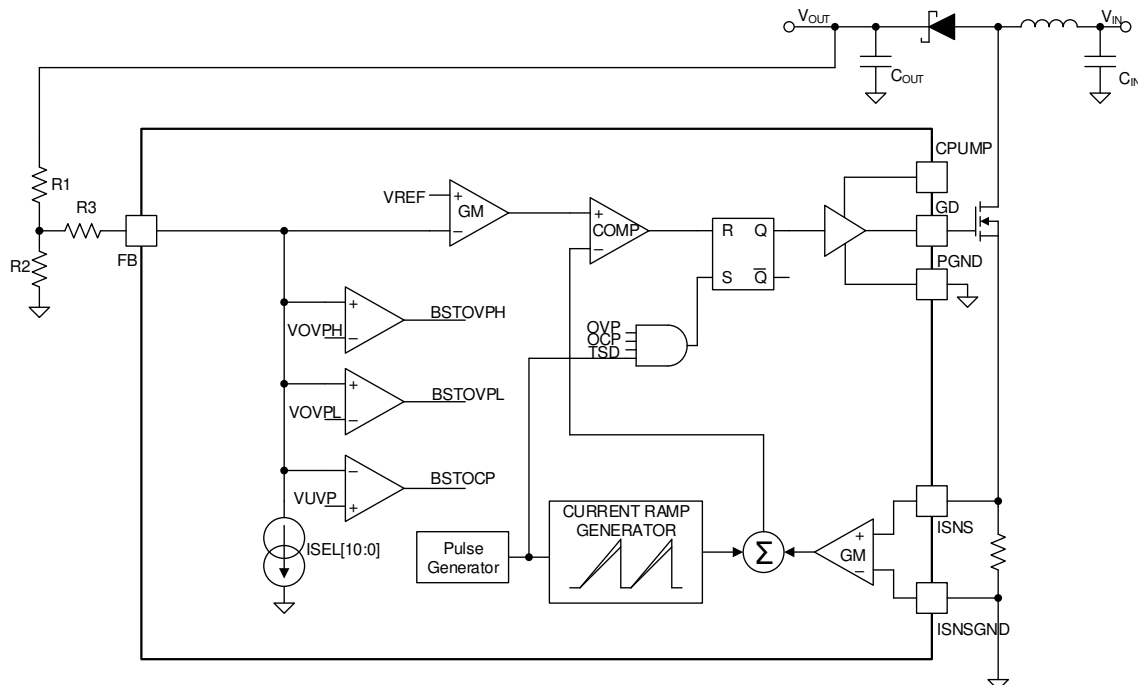 VOUT
VIN
COUT
CIN
CPUMP
R1
VREF
GM
GD
R3
COMP
R Q
R2
FB
PGND
S Q
VOVPH
BSTOVPH
OVP
OCP
TSD
VOVPL
BSTOVPL
BSTOCP
VUVP
ISNS
CURRENT RAMP
GENERATOR
ISEL[10:0]
Pulse
Generator
Σ
GM
ISNSGND